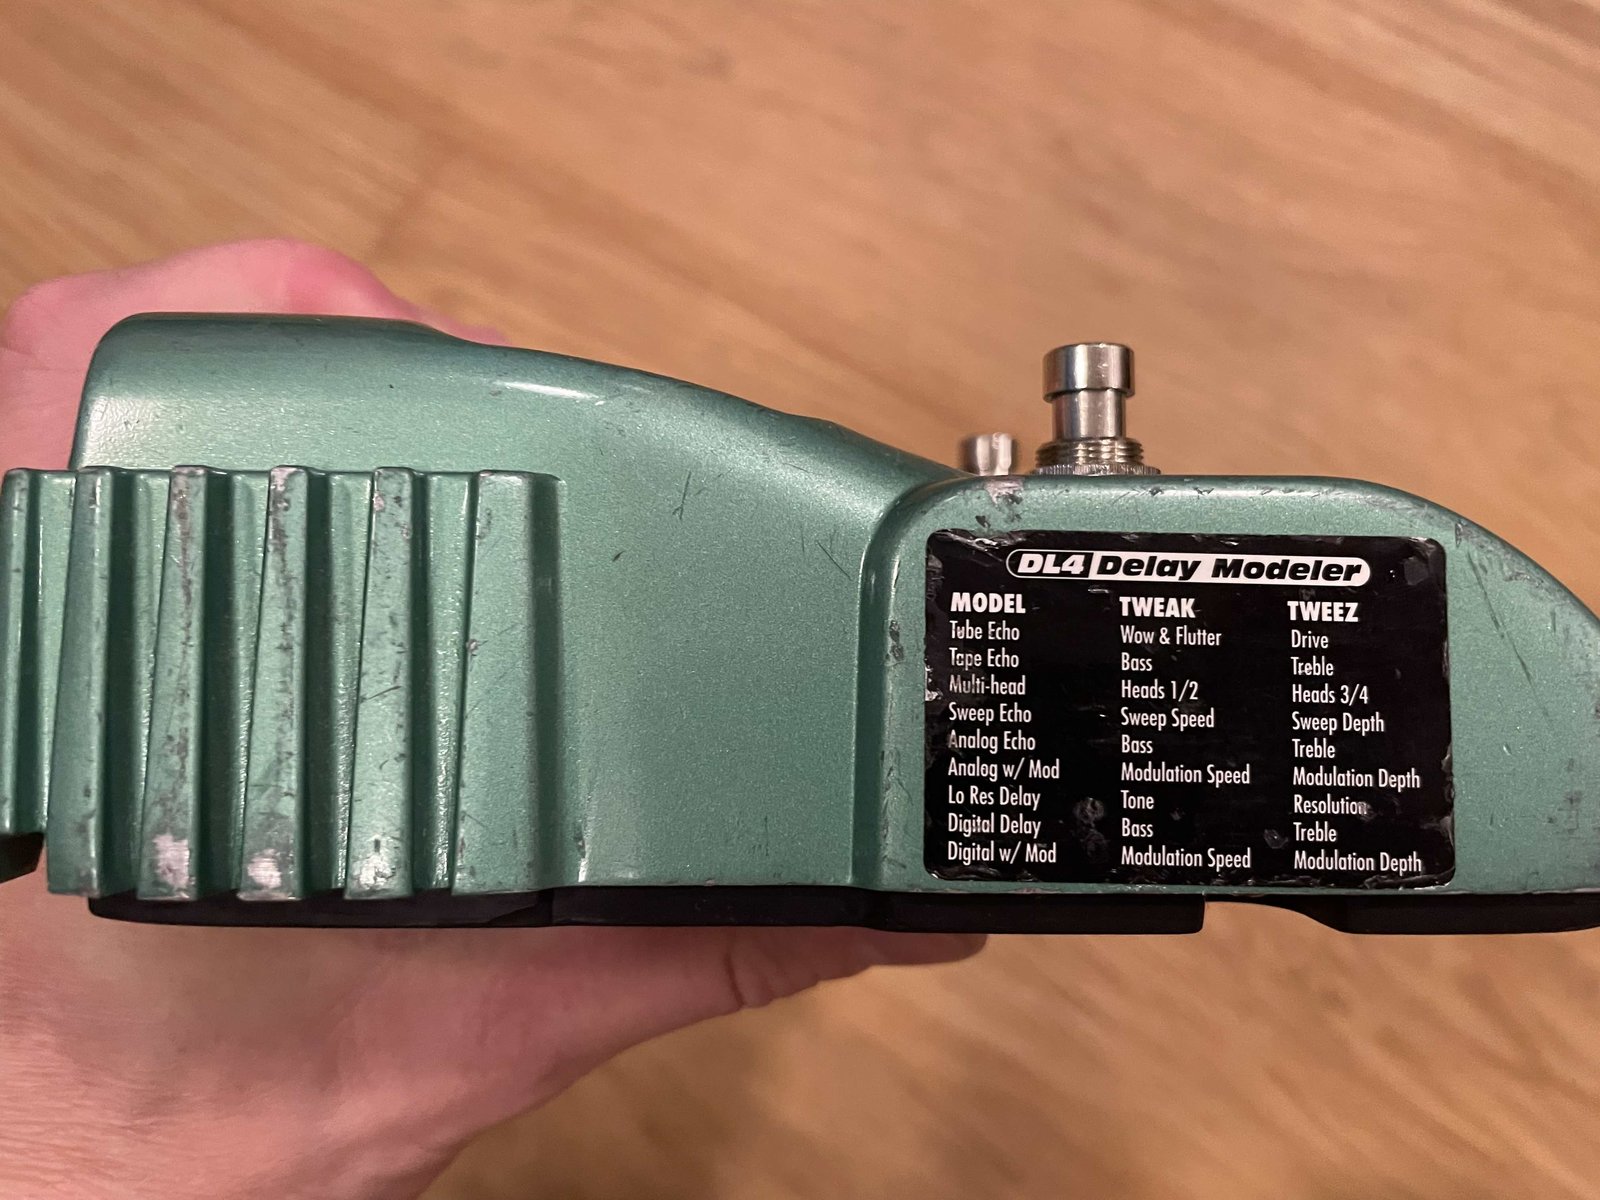 DL4 Delay Modeler
MODEL TWEAK TWEEZ
Tube Echo Wow & Flutter Drive
Tape Echo Bass Treble
Multi-head Heads 1/2 Heads 3/4
Sweep Echo Sweep Speed Sweep Depth
Analog Echo Bass Treble
Analog w/ Mod Modulation Speed Modulation Depth
Lo Res Delay Tone Resolution
Digital Delay Bass Treble
Digital w/ Mod Modulation Speed Modulation Depth